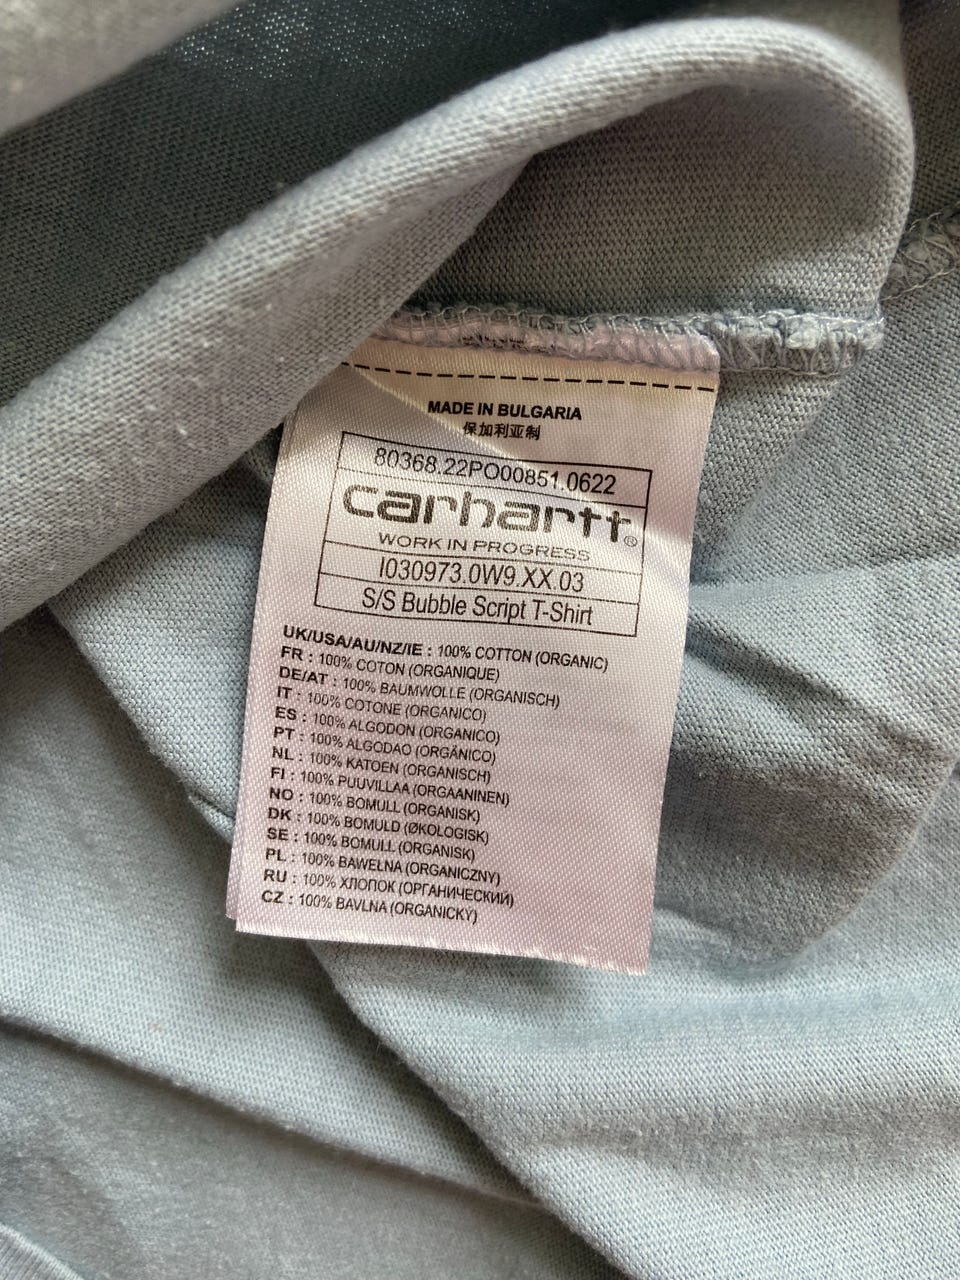 MADE IN BULGARIA
保加利亚制
80368.22PO00851.0622
carhartt®
WORK IN PROGRESS
I030973.0W9.XX.03
S/S Bubble Script T-Shirt
UK/USA/AU/NZ/IE : 100% COTTON (ORGANIC)
FR : 100% COTON (ORGANIQUE)
DE/AT : 100% BAUMWOLLE (ORGANISCH)
IT : 100% COTONE (ORGANICO)
ES : 100% ALGODON (ORGANICO)
PT : 100% ALGODAO (ORGÁNICO)
NL : 100% KATOEN (ORGANISCH)
FI : 100% PUUVILLAA (ORGAANINEN)
NO : 100% BOMULL (ORGANISK)
DK : 100% BOMULD (ØKOLOGISK)
SE : 100% BOMULL (ORGANISK)
PL : 100% BAWELNA (ORGANICZNY)
RU : 100% ХЛОПОК (ОРГАНИЧЕСКИЙ)
CZ : 100% BAVLNA (ORGANICKÝ)